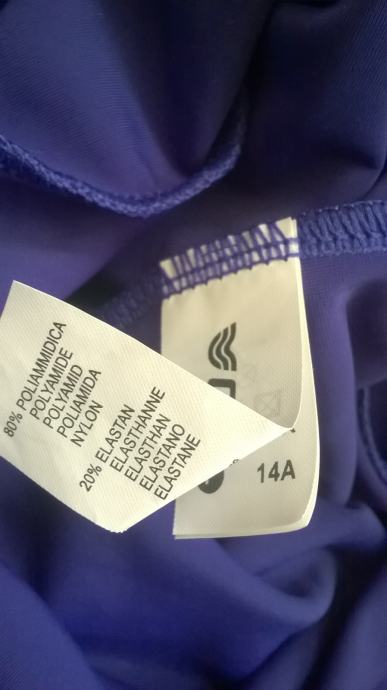 80% POLIAMMIDICA
POLYAMIDE
POLYAMID
POLIAMIDA
NYLON
20% ELASTAN
ELASTHANNE
ELASTHAN
ELASTANO
ELASTANE
14A